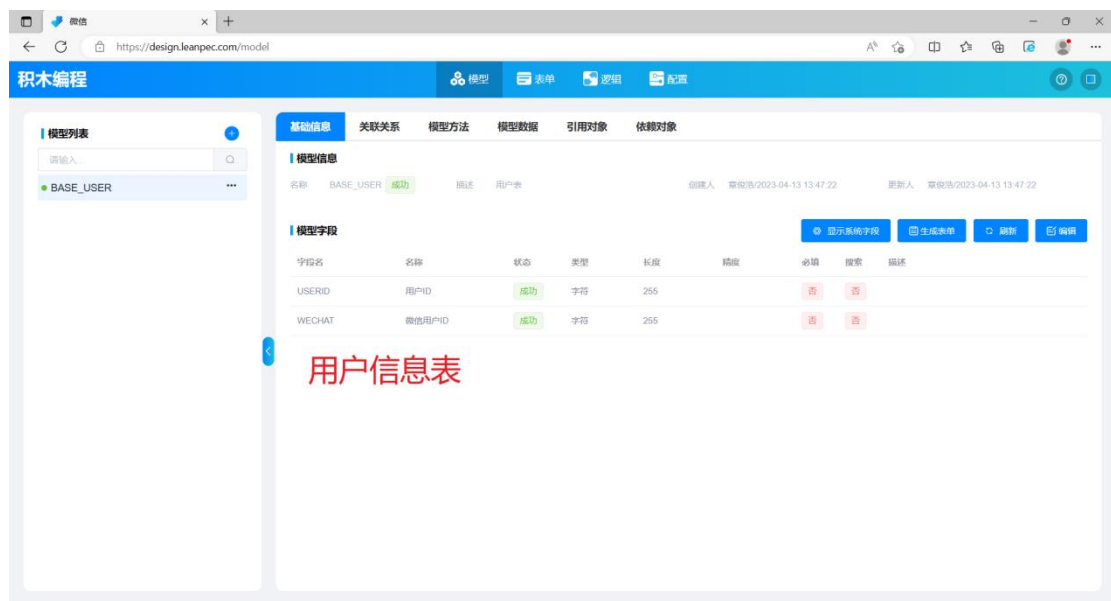 微信
https://design.leanpec.com/model
积木编程
模型 表单 逻辑 配置
模型列表
请输入...
BASE_USER
基础信息 关联关系 模型方法 模型数据 引用对象 依赖对象
模型信息
名称 BASE_USER 成功 描述 用户表 创建人 章俊浩/2023-04-13 13:47:22 更新人 章俊浩/2023-04-13 13:47:22
模型字段
显示系统字段 生成表单 刷新 编辑
字段名 名称 状态 类型 长度 精度 必填 搜索 描述
USERID 用户ID 成功 字符 255 否 否
WECHAT 微信用户ID 成功 字符 255 否 否
用户信息表